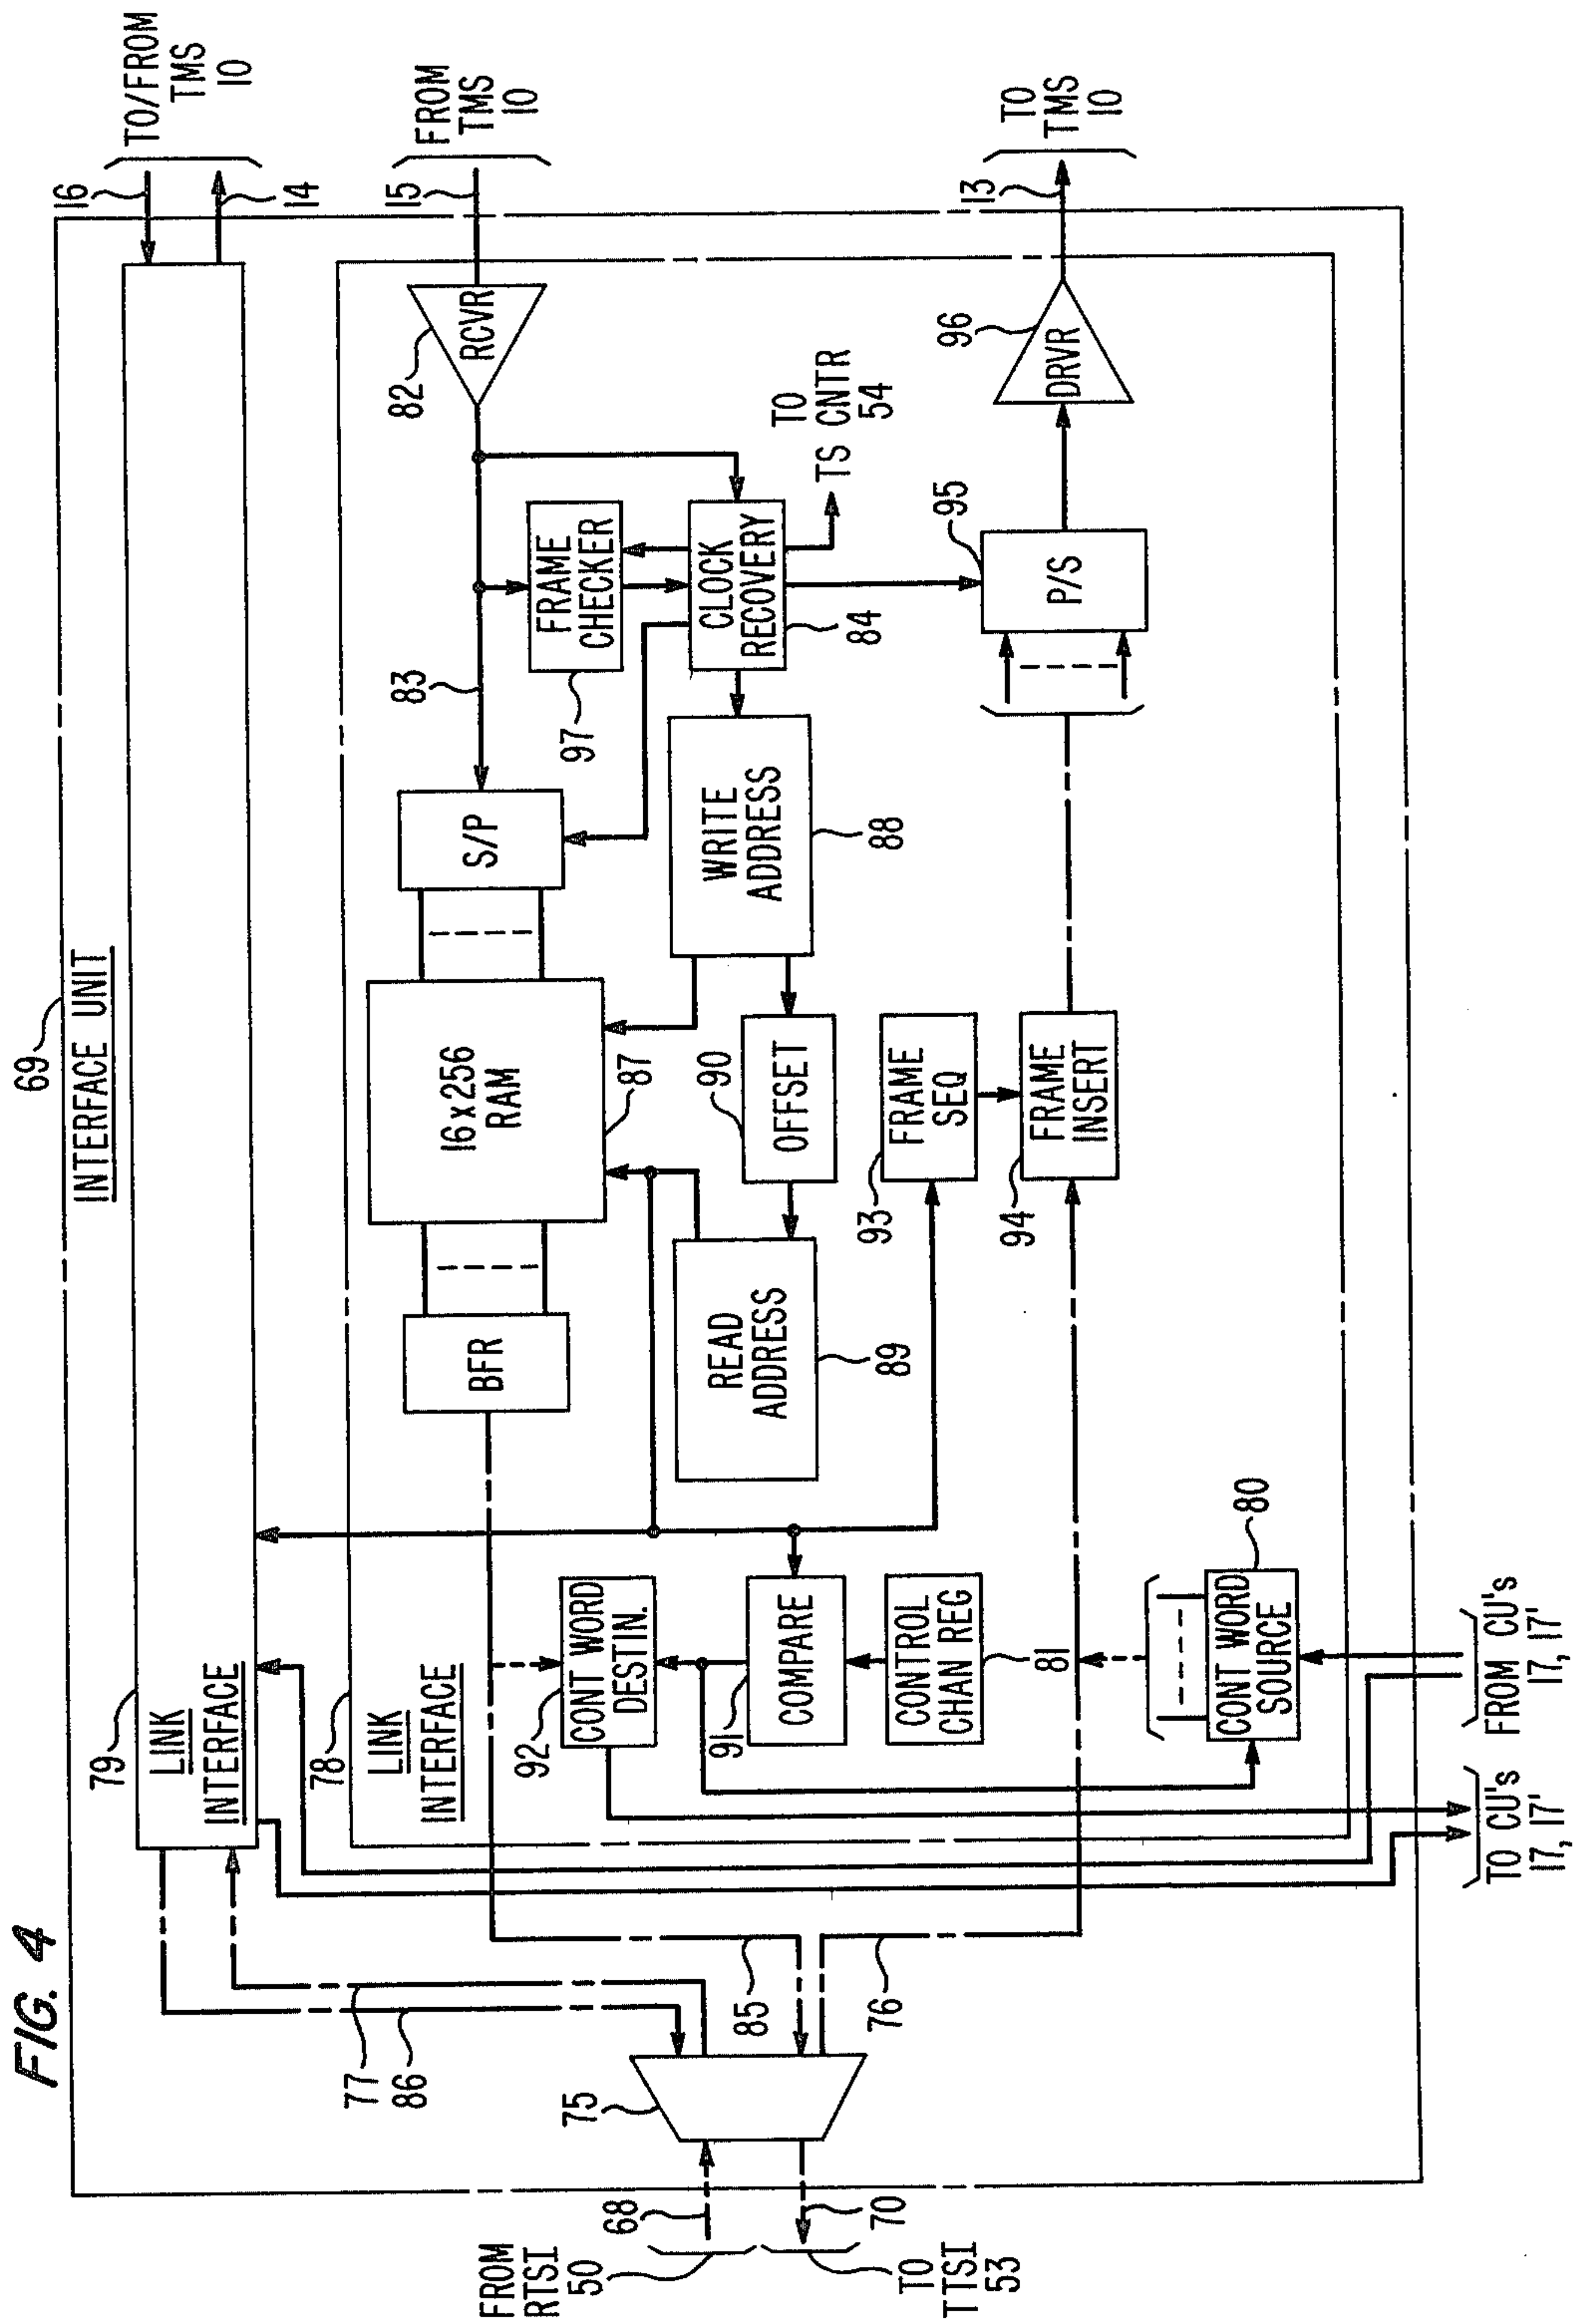 FIG. 4
69
INTERFACE UNIT
79
LINK
INTERFACE
16
14
TO/FROM
TMS
10
77
86
78
LINK
INTERFACE
BFR
16 x 256
RAM
87
S/P
83
82
RCVR
15
FROM
TMS
10
FRAME
CHECKER
97
CLOCK
RECOVERY
84
TS
TO
CNTR
54
WRITE
ADDRESS
88
90
OFFSET
READ
ADDRESS
89
92
CONT WORD
DESTIN.
91
COMPARE
CONTROL
CHAN REG
81
93
FRAME
SEQ
94
FRAME
INSERT
95
P/S
96
DRVR
13
TO
TMS
10
75
85
76
68
FROM
RTSI
50
70
TO
TTSI
53
80
CONT WORD
SOURCE
TO CU's
17, 17'
FROM CU's
17, 17'